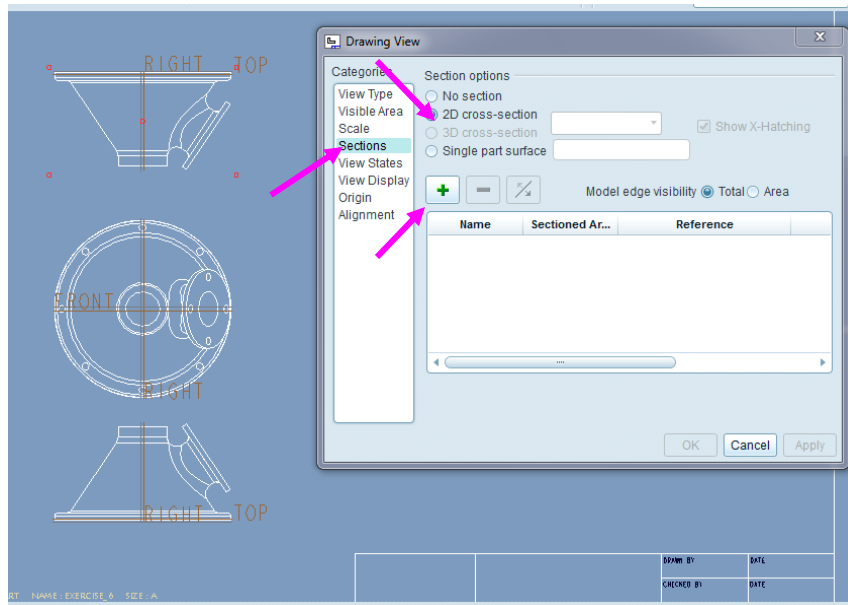 RIGHT TOP
FRONT
RIGHT
RIGHT TOP
Drawing View
x
Categories
View Type
Visible Area
Scale
Sections
View States
View Display
Origin
Alignment
Section options
No section
2D cross-section
3D cross-section
Show X-Hatching
Single part surface
Model edge visibility Total Area
Name Sectioned Ar... Reference
OK Cancel Apply
DRAWN BY DATE
CHECKED BY DATE
RT NAME : EXERCISE_6 SIZE : A